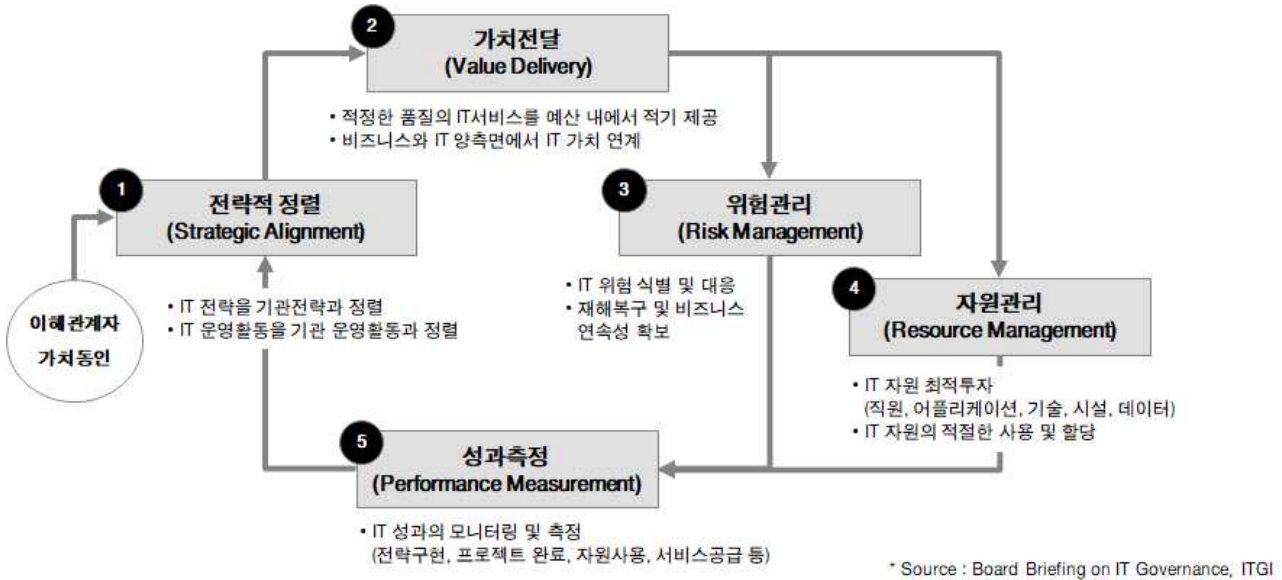 2
가치전달
(Value Delivery)
• 적정한 품질의 IT서비스를 예산 내에서 적기 제공
• 비즈니스와 IT 양측면에서 IT 가치 연계
1
전략적 정렬
(Strategic Alignment)
• IT 전략을 기관전략과 정렬
• IT 운영활동을 기관 운영활동과 정렬
이해관계자
가치동인
3
위험관리
(Risk Management)
• IT 위험 식별 및 대응
• 재해복구 및 비즈니스
연속성 확보
4
자원관리
(Resource Management)
• IT 자원 최적투자
(직원, 어플리케이션, 기술, 시설, 데이터)
• IT 자원의 적절한 사용 및 할당
5
성과측정
(Performance Measurement)
• IT 성과의 모니터링 및 측정
(전략구현, 프로젝트 완료, 자원사용, 서비스공급 등)
* Source : Board Briefing on IT Governance, ITGI